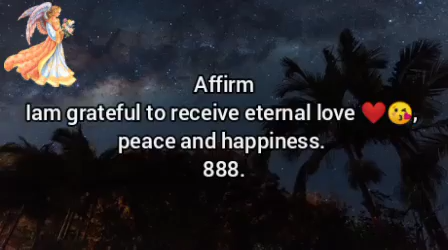 Affirm
Iam grateful to receive eternal love ❤️😘,
peace and happiness.
888.